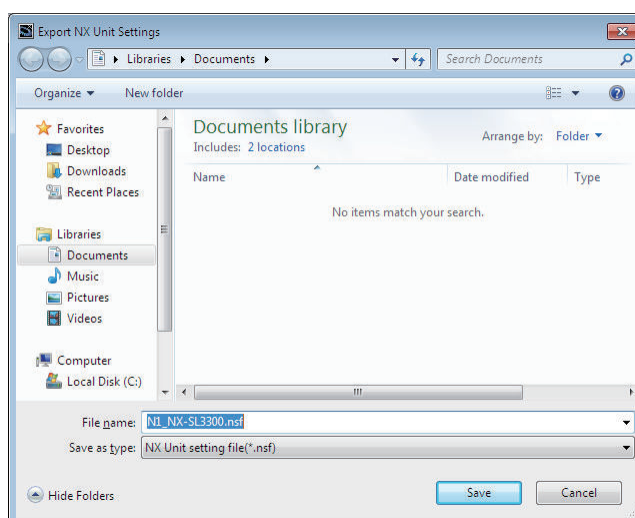 Export NX Unit Settings
Libraries Documents Search Documents
Organize New folder
Favorites
Desktop
Downloads
Recent Places
Libraries
Documents
Music
Pictures
Videos
Computer
Local Disk (C:)
Documents library
Includes: 2 locations
Arrange by: Folder
Name Date modified Type
No items match your search.
File name: N1_NX-SL3300.nsf
Save as type: NX Unit setting file(*.nsf)
Hide Folders Save Cancel